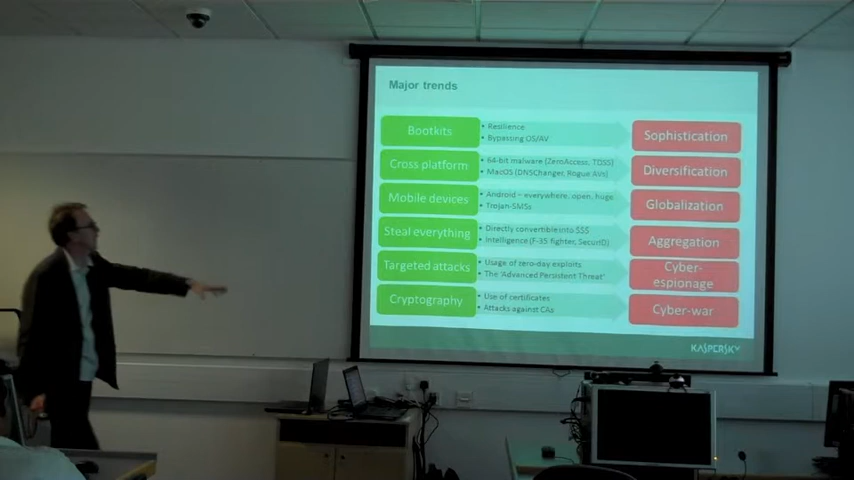 Major trends
Bootkits
• Resilience
• Bypassing OS/AV
Sophistication
Cross platform
• 64-bit malware (ZeroAccess, TDSS)
• MacOS (DNSChanger, Rogue AVs)
Diversification
Mobile devices
• Android – everywhere, open, huge
• Trojan-SMSs
Globalization
Steal everything
• Directly convertible into $$$
• Intelligence (F-35 fighter, SecurID)
Aggregation
Targeted attacks
• Usage of zero-day exploits
• The 'Advanced Persistent Threat'
Cyber-
espionage
Cryptography
• Use of certificates
• Attacks against CAs
Cyber-war
KASPERSKY